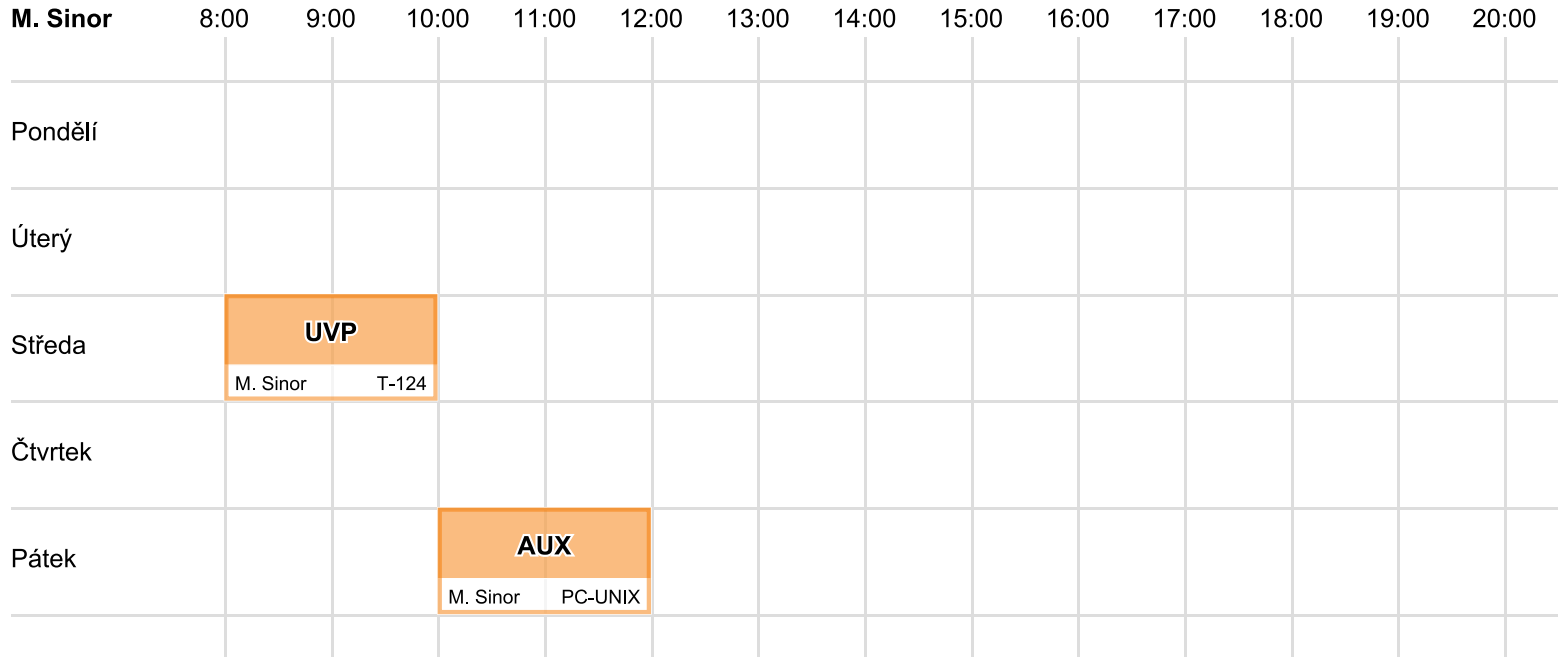 M. Sinor 8:00 9:00 10:00 11:00 12:00 13:00 14:00 15:00 16:00 17:00 18:00 19:00 20:00
Pondělí
Úterý
Středa
UVP
M. Sinor T-124
Čtvrtek
Pátek
AUX
M. Sinor PC-UNIX